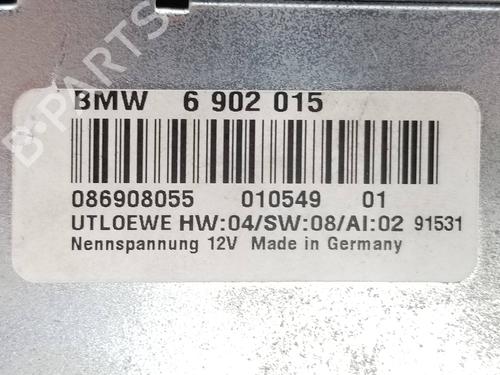 B-PARTS
BMW 6 902 015
086908055 010549 01
UTLOEWE HW:04/SW:08/AI:02 91531
Nennspannung 12V Made in Germany